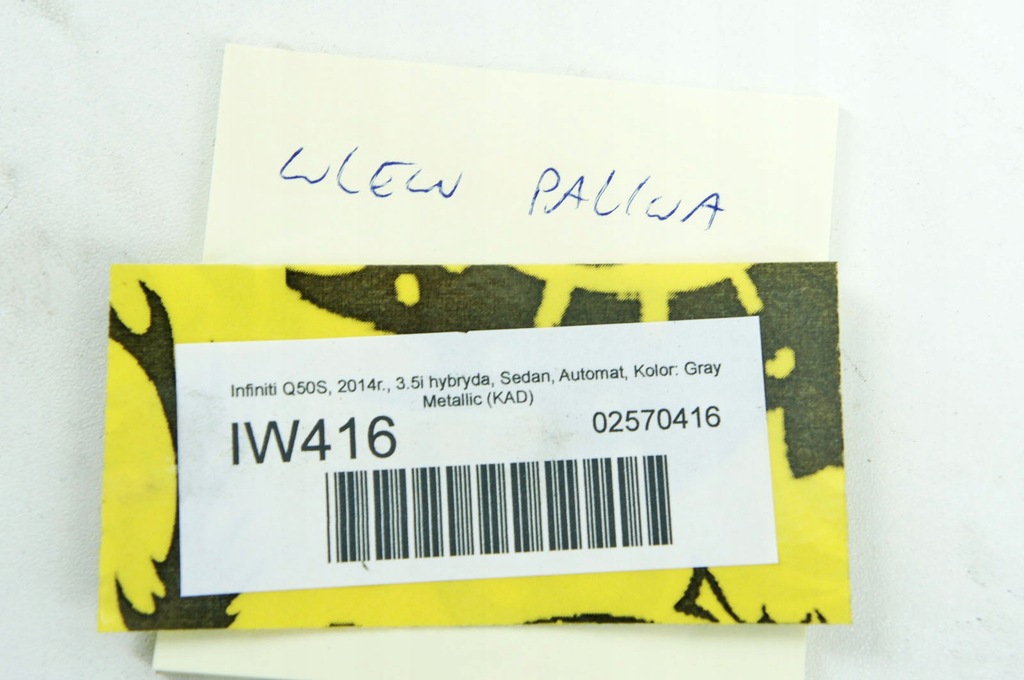 WLEW PALIWA
Infiniti Q50S, 2014r., 3.5i hybryda, Sedan, Automat, Kolor: Gray
Metallic (KAD)
IW416
02570416